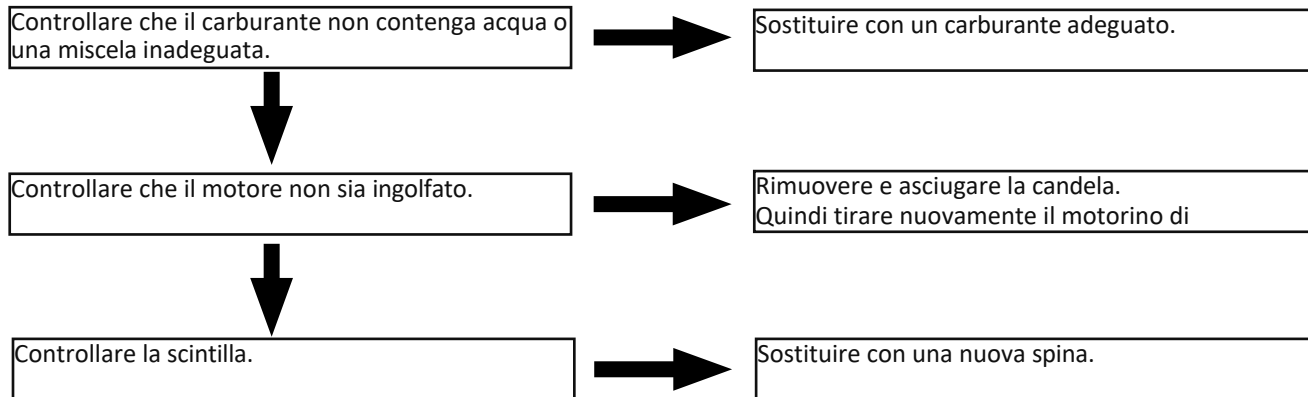 Controllare che il carburante non contenga acqua o
una miscela inadeguata.
Sostituire con un carburante adeguato.
Controllare che il motore non sia ingolfato.
Rimuovere e asciugare la candela.
Quindi tirare nuovamente il motorino di
Controllare la scintilla.
Sostituire con una nuova spina.